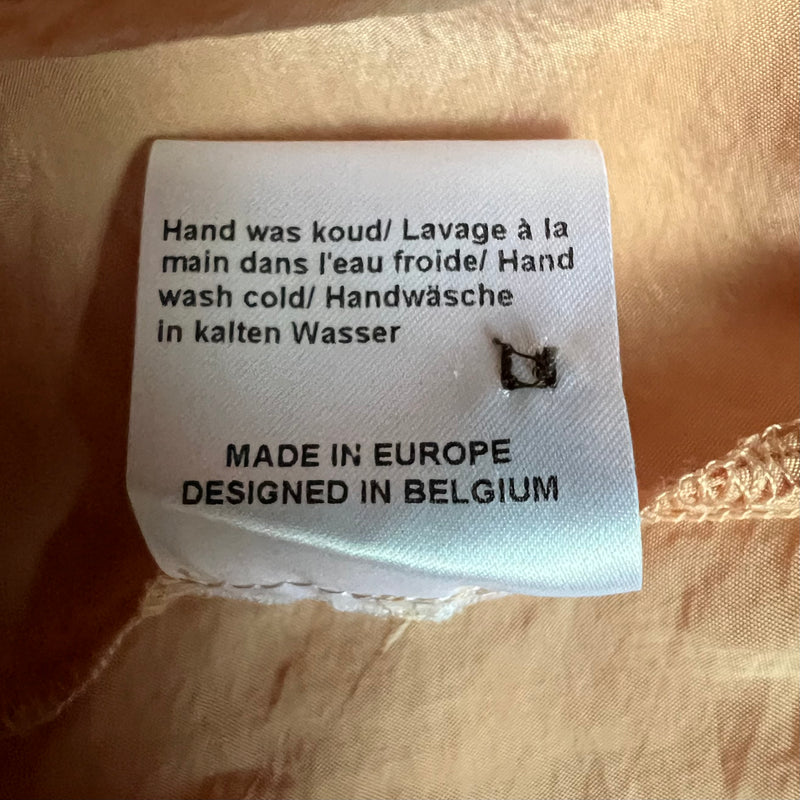 Hand was koud/ Lavage à la
main dans l'eau froide/ Hand
wash cold/ Handwäsche
in kalten Wasser
MADE IN EUROPE
DESIGNED IN BELGIUM